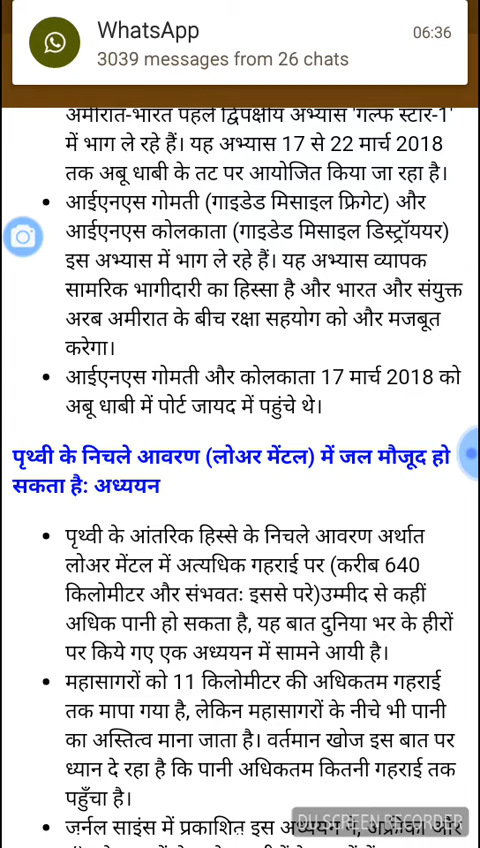 WhatsApp
06:36
3039 messages from 26 chats
अमीरात-भारत पहले द्विपक्षीय अभ्यास 'गल्फ स्टार-1'
में भाग ले रहे हैं। यह अभ्यास 17 से 22 मार्च 2018
तक अबू धाबी के तट पर आयोजित किया जा रहा है।
आईएनएस गोमती (गाइडेड मिसाइल फ्रिगेट) और
आईएनएस कोलकाता (गाइडेड मिसाइल डिस्ट्रॉययर)
इस अभ्यास में भाग ले रहे हैं। यह अभ्यास व्यापक
सामरिक भागीदारी का हिस्सा है और भारत और संयुक्त
अरब अमीरात के बीच रक्षा सहयोग को और मजबूत
करेगा।
आईएनएस गोमती और कोलकाता 17 मार्च 2018 को
अबू धाबी में पोर्ट जायद में पहुंचे थे।
पृथ्वी के निचले आवरण (लोअर मेंटल) में जल मौजूद हो
सकता है: अध्ययन
पृथ्वी के आंतरिक हिस्से के निचले आवरण अर्थात
लोअर मेंटल में अत्यधिक गहराई पर (करीब 640
किलोमीटर और संभवतः इससे परे)उम्मीद से कहीं
अधिक पानी हो सकता है, यह बात दुनिया भर के हीरों
पर किये गए एक अध्ययन में सामने आयी है।
महासागरों को 11 किलोमीटर की अधिकतम गहराई
तक मापा गया है, लेकिन महासागरों के नीचे भी पानी
का अस्तित्व माना जाता है। वर्तमान खोज इस बात पर
ध्यान दे रहा है कि पानी अधिकतम कितनी गहराई तक
पहुँचा है।
जर्नल साइंस में प्रकाशित इस अध्ययन ने, अफ्रीका और
DU SCREEN RECORDER